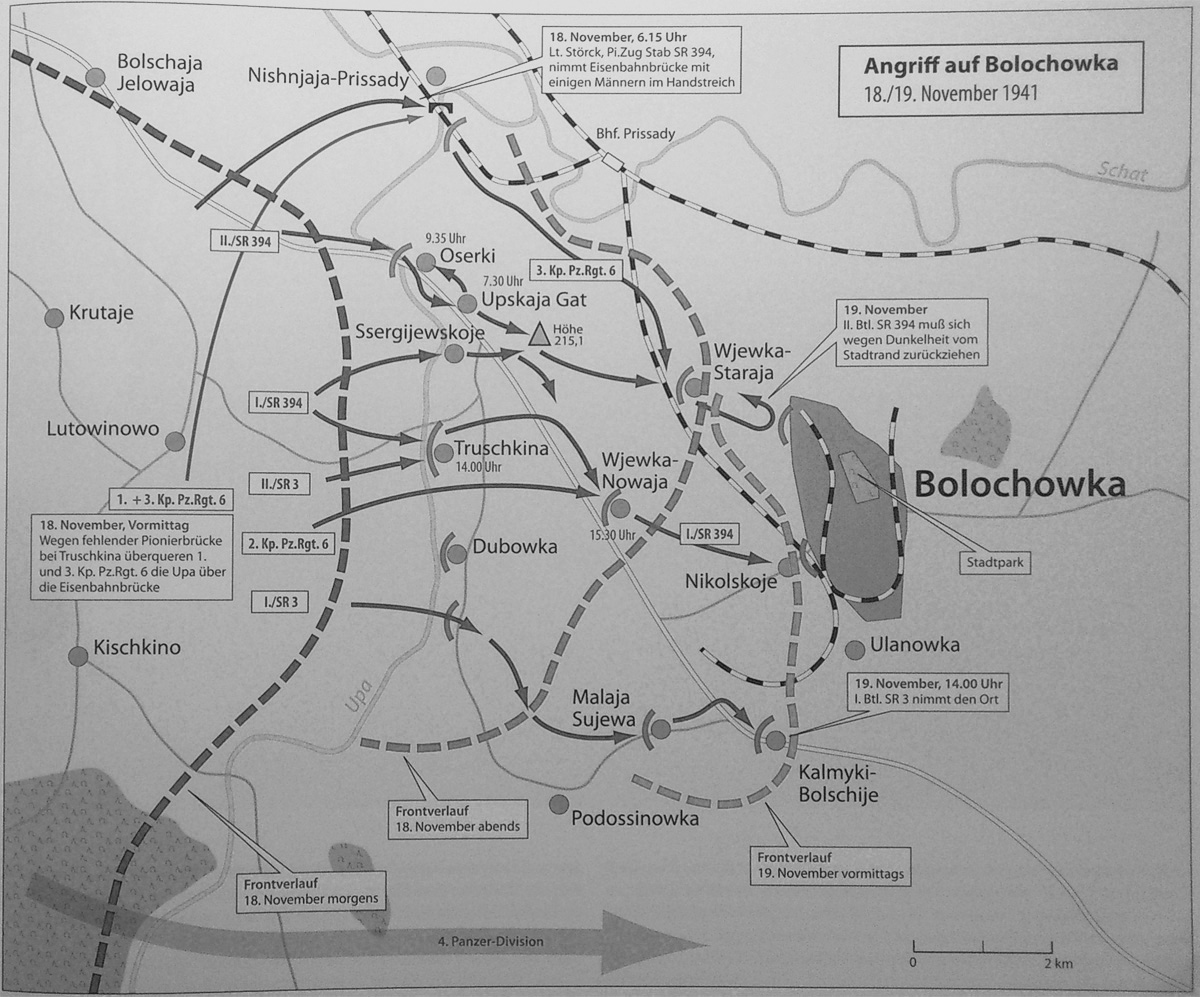 Angriff auf Bolochowka
18./19. November 1941
18. November, 6.15 Uhr
Lt. Störck, Pi.Zug Stab SR 394,
nimmt Eisenbahnbrücke mit
einigen Männern im Handstreich
Bolschaja
Jelowaja
Nishnjaja-Prissady
Bhf. Prissady
Schat
II./SR 394
9.35 Uhr
Oserki
7.30 Uhr
Upskaja Gat
3. Kp. Pz.Rgt. 6
Krutaje
Ssergijewskoje
Höhe
215,1
19. November
II. Btl. SR 394 muß sich
wegen Dunkelheit vom
Stadtrand zurückziehen
Wjewka-
Staraja
I./SR 394
Lutowinowo
Truschkina
14.00 Uhr
II./SR 3
Wjewka-
Nowaja
15.30 Uhr
Bolochowka
1. + 3. Kp. Pz.Rgt. 6
18. November, Vormittag
Wegen fehlender Pionierbrücke
bei Truschkina überqueren 1.
und 3. Kp. Pz.Rgt. 6 die Upa über
die Eisenbahnbrücke
2. Kp. Pz.Rgt. 6
Dubowka
I./SR 394
Nikolskoje
Stadtpark
I./SR 3
Kischkino
Ulanowka
Upa
Malaja
Sujewa
19. November, 14.00 Uhr
I. Btl. SR 3 nimmt den Ort
Kalmyki-
Bolschije
Podossinowka
Frontverlauf
18. November abends
Frontverlauf
19. November vormittags
Frontverlauf
18. November morgens
4. Panzer-Division
0
2 km